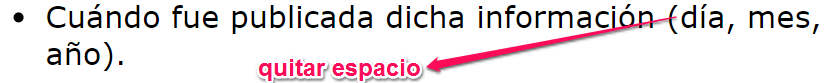 • Cuándo fue publicada dicha información (día, mes,
año).
quitar espacio